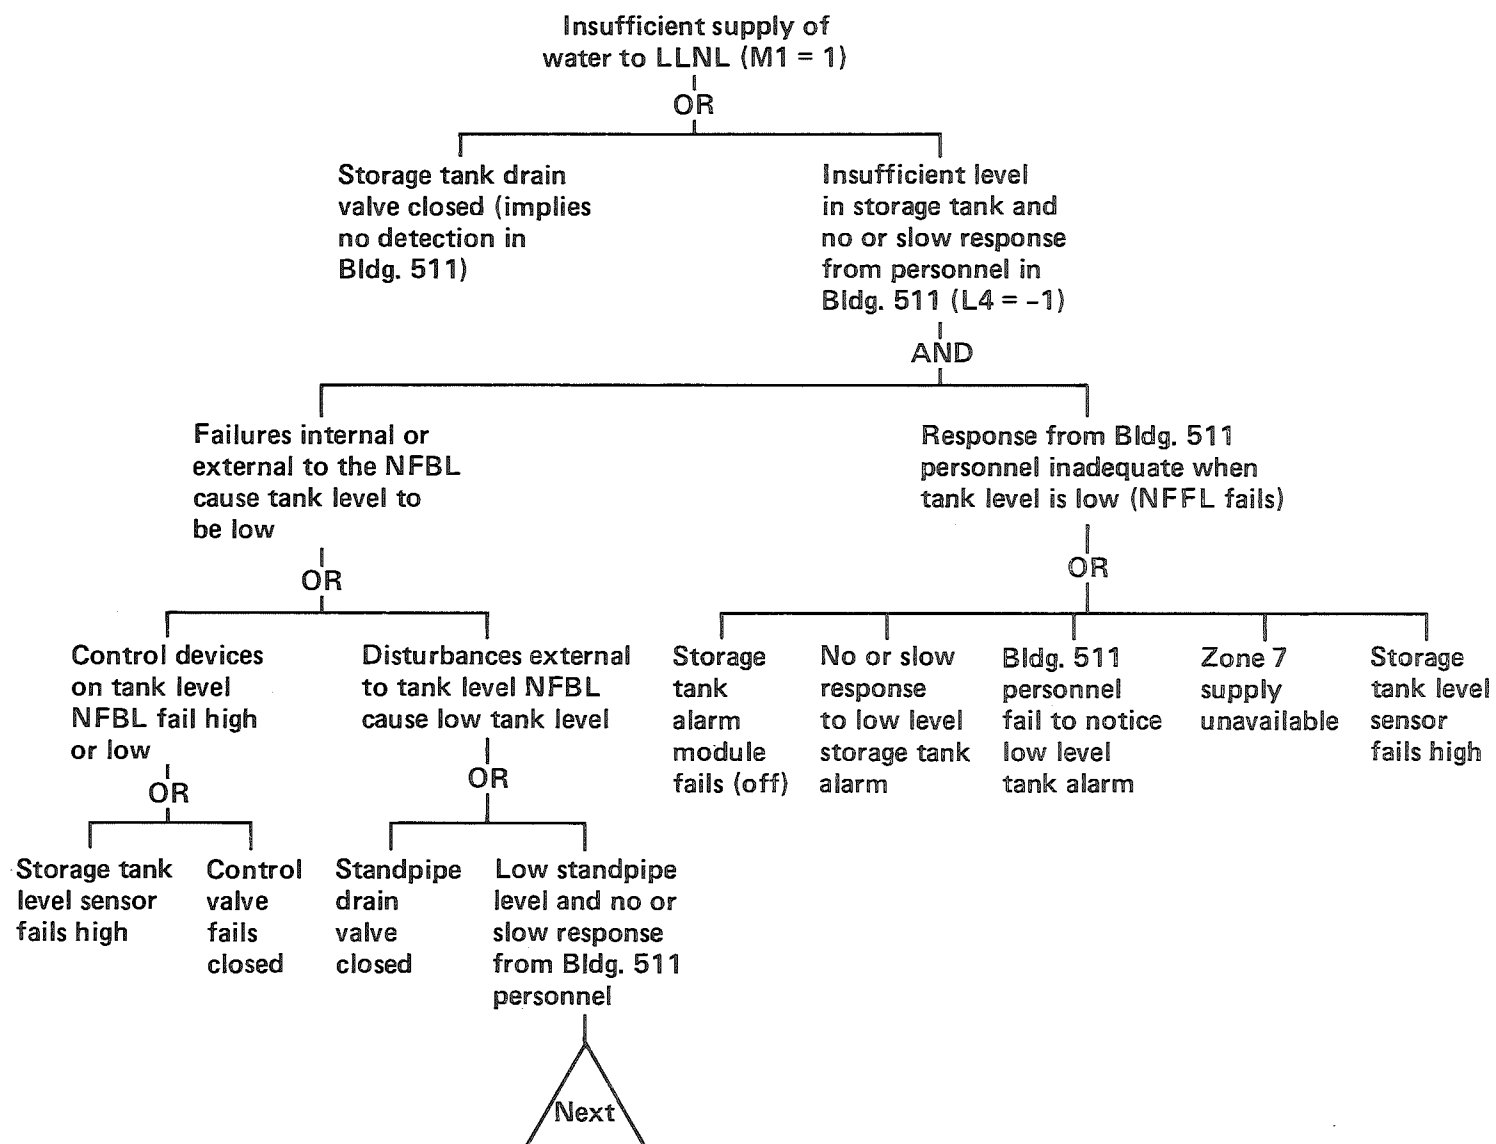 Insufficient supply of
water to LLNL (M1 = 1)
OR
Storage tank drain
valve closed (implies
no detection in
Bldg. 511)
Insufficient level
in storage tank and
no or slow response
from personnel in
Bldg. 511 (L4 = -1)
AND
Failures internal or
external to the NFBL
cause tank level to
be low
Response from Bldg. 511
personnel inadequate when
tank level is low (NFFL fails)
OR
OR
Control devices
on tank level
NFBL fail high
or low
Disturbances external
to tank level NFBL
cause low tank level
Storage
tank
alarm
module
fails (off)
No or slow
response
to low level
storage tank
alarm
Bldg. 511
personnel
fail to notice
low level
tank alarm
Zone 7
supply
unavailable
Storage
tank level
sensor
fails high
OR
OR
Storage tank
level sensor
fails high
Control
valve
fails
closed
Standpipe
drain
valve
closed
Low standpipe
level and no or
slow response
from Bldg. 511
personnel
Next